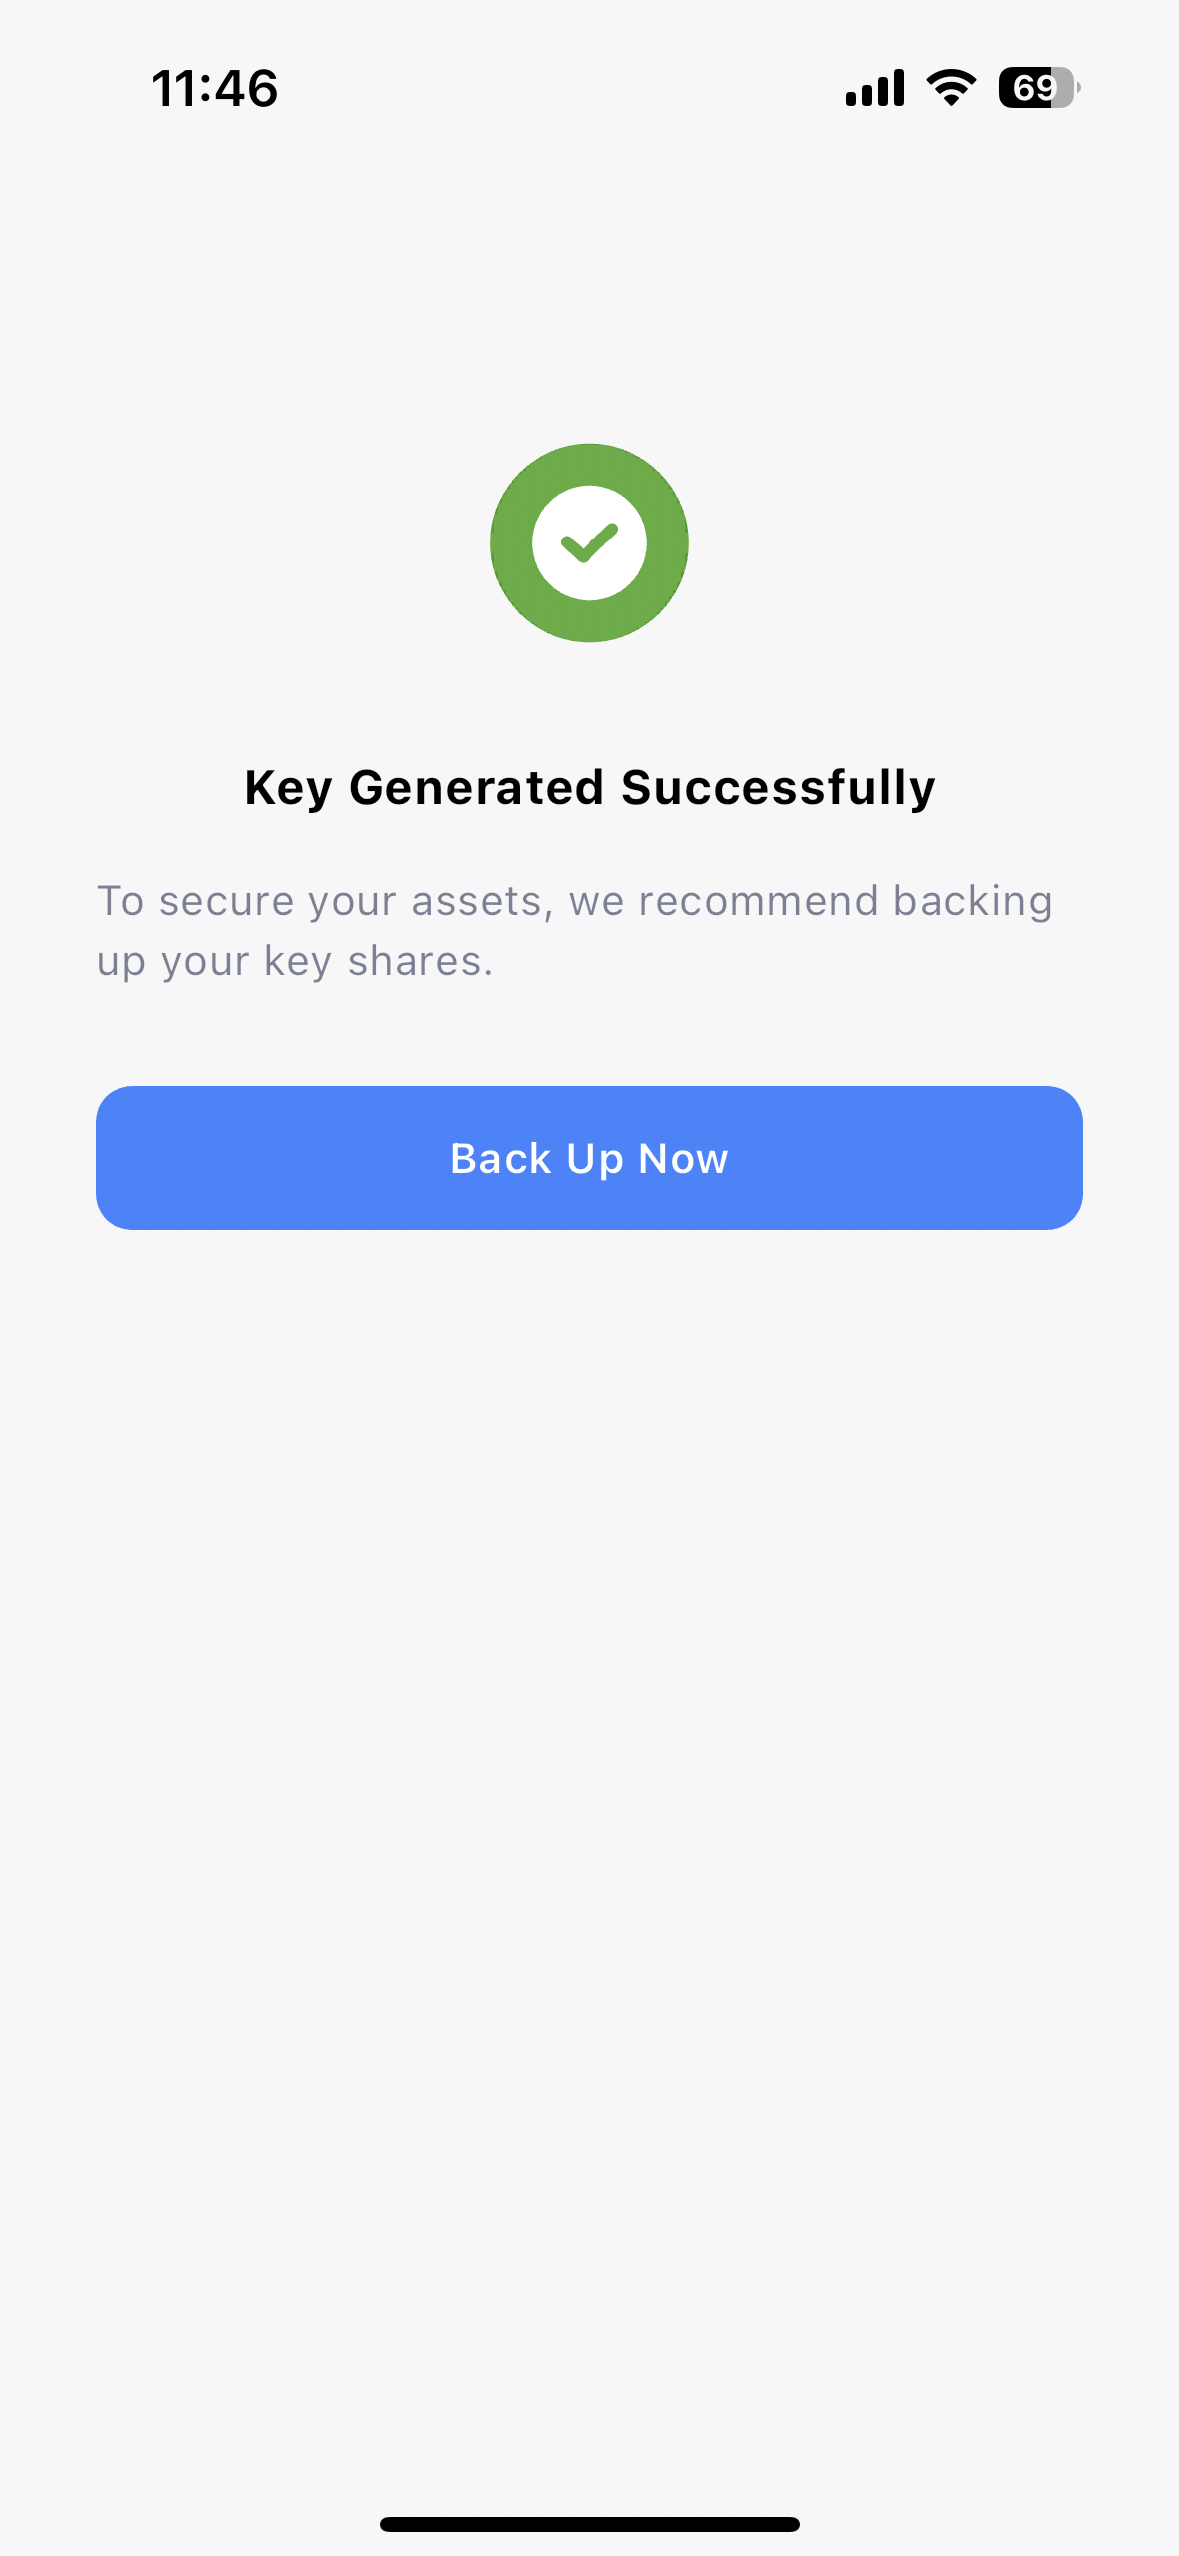 11:46
69
Key Generated Successfully
To secure your assets, we recommend backing
up your key shares.
Back Up Now